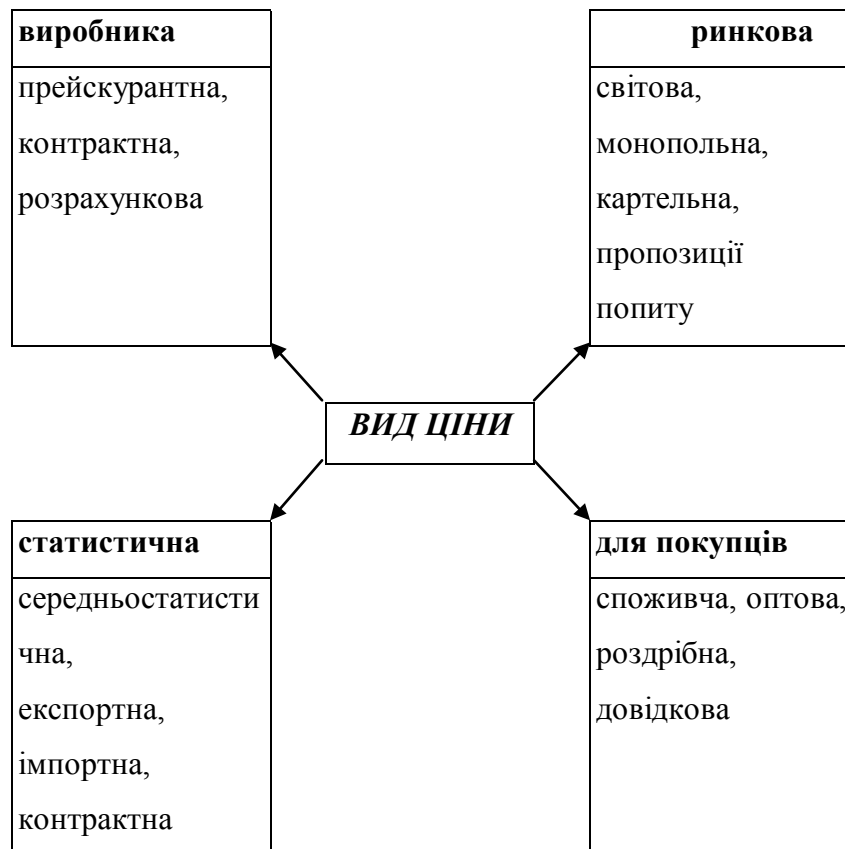 виробника
прейскурантна,
контрактна,
розрахункова
ринкова
світова,
монопольна,
картельна,
пропозиції
попиту
ВИД ЦІНИ
статистична
середньостатисти
чна,
експортна,
імпортна,
контрактна
для покупців
споживча, оптова,
роздрібна,
довідкова